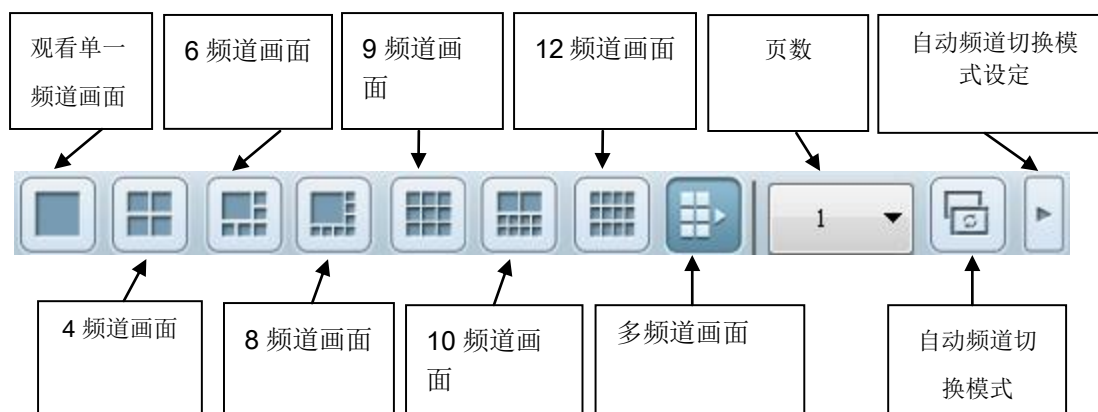 观看单一
频道画面
6 频道画面
9 频道画
面
12 频道画面
页数
自动频道切换模
式设定
1
4 频道画面
8 频道画面
10 频道画
面
多频道画面
自动频道切
换模式